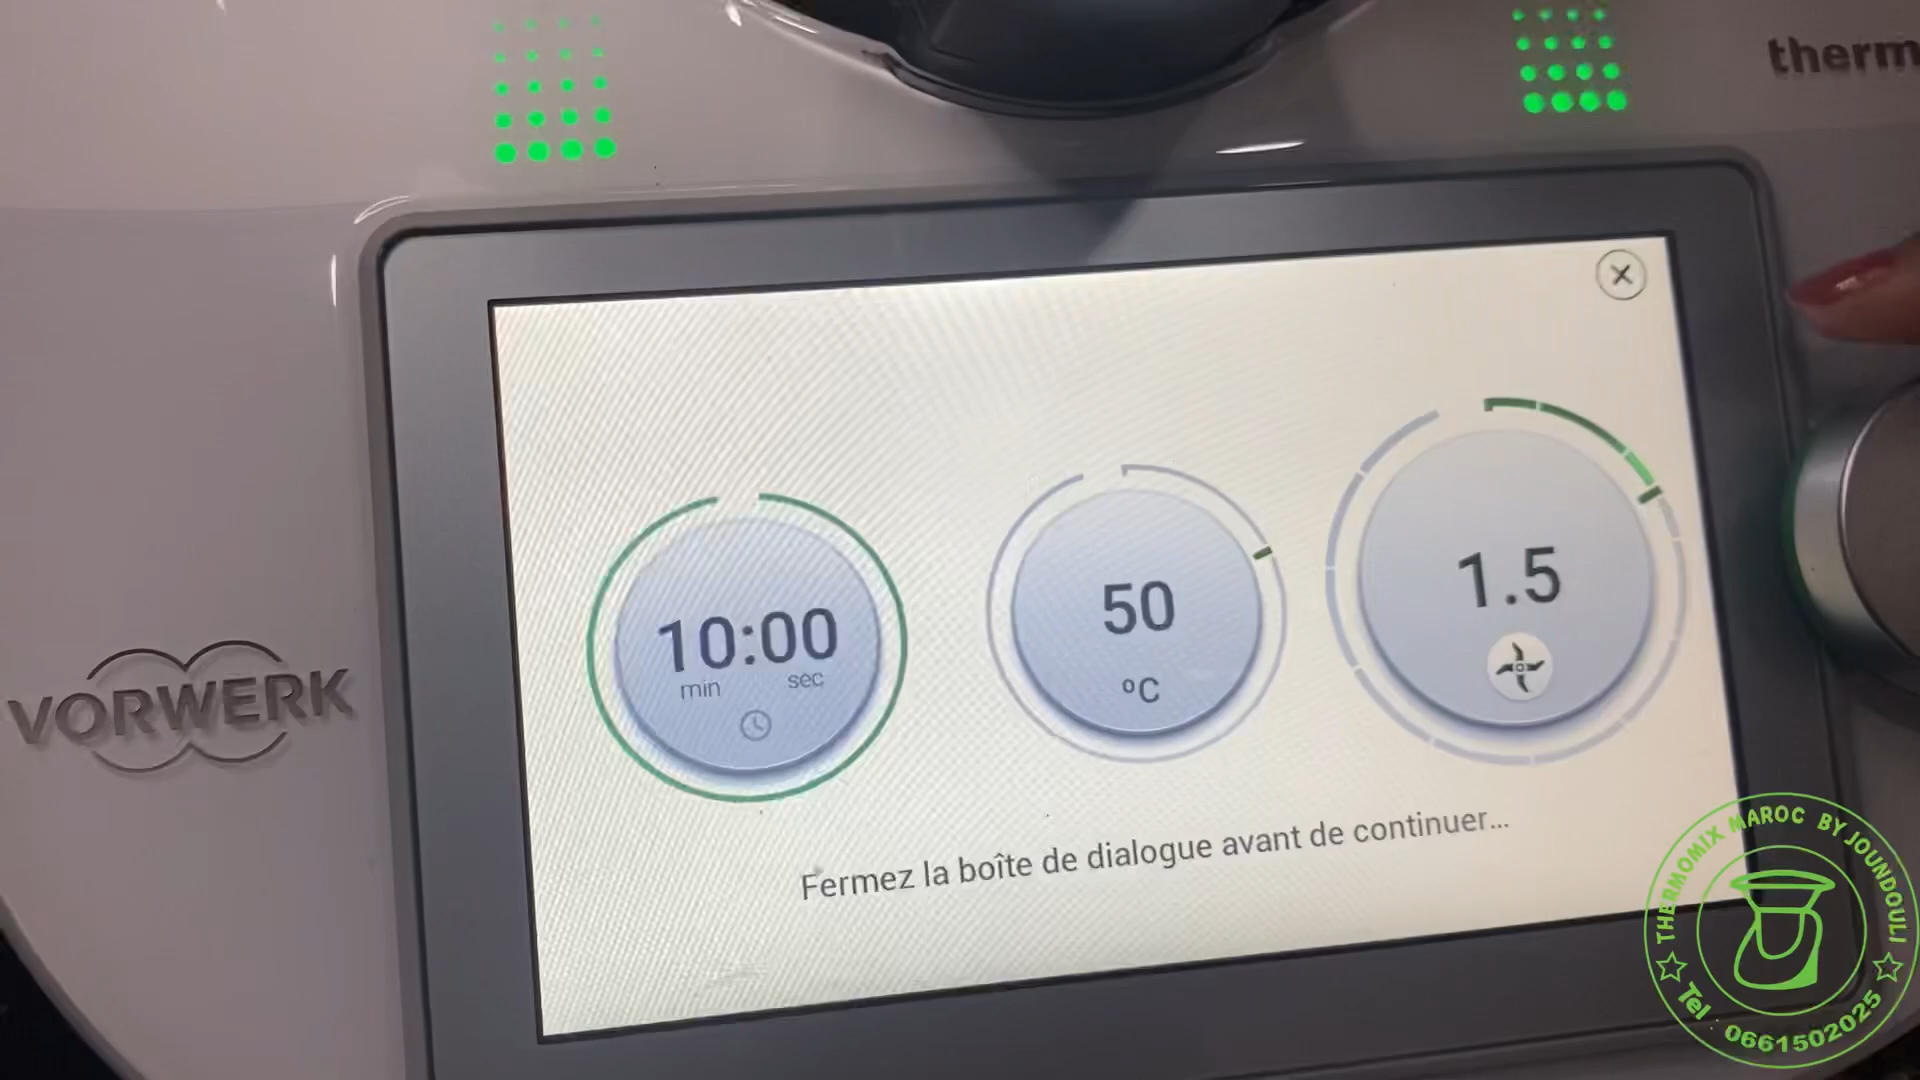 therm
VORWERK
10:00
min sec
50
ºC
1.5
Fermez la boîte de dialogue avant de continuer...
THERMOMIX MAROC BY JOUNDOULI
Tel : 0661502025